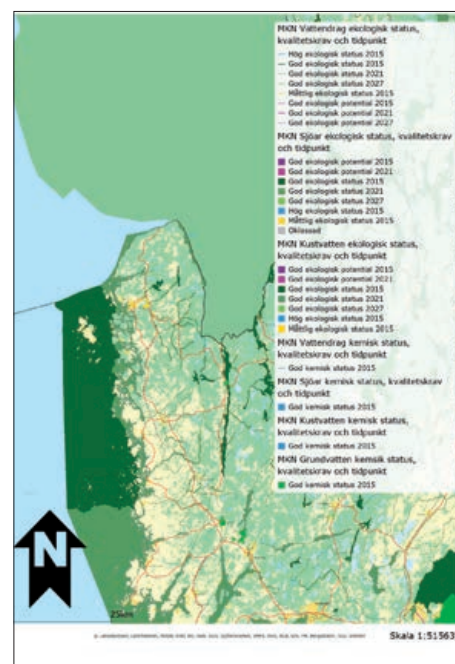 MKN Vattendrag ekologisk status,
kvalitetskrav och tidpunkt
Hög ekologisk status 2015
God ekologisk status 2015
God ekologisk status 2021
God ekologisk status 2027
Måttlig ekologisk status 2015
God ekologisk potential 2015
God ekologisk potential 2021
God ekologisk potential 2027
MKN Sjöar ekologisk status, kvalitetskrav
och tidpunkt
God ekologisk potential 2015
God ekologisk potential 2021
God ekologisk status 2015
God ekologisk status 2021
God ekologisk status 2027
Hög ekologisk status 2015
Måttlig ekologisk status 2015
Oklassad
MKN Kustvatten ekologisk status,
kvalitetskrav och tidpunkt
God ekologisk potential 2015
God ekologisk potential 2021
God ekologisk status 2015
God ekologisk status 2021
God ekologisk status 2027
Hög ekologisk status 2015
Måttlig ekologisk status 2015
MKN Vattendrag kemisk status,
kvalitetskrav och tidpunkt
God kemisk status 2015
MKN Sjöar kemisk status, kvalitetskrav
och tidpunkt
God kemisk status 2015
MKN Kustvatten kemisk status,
kvalitetskrav och tidpunkt
God kemisk status 2015
MKN Grundvatten kemisk status,
kvalitetskrav och tidpunkt
God kemisk status 2015
N
25km
Skala 1:51563